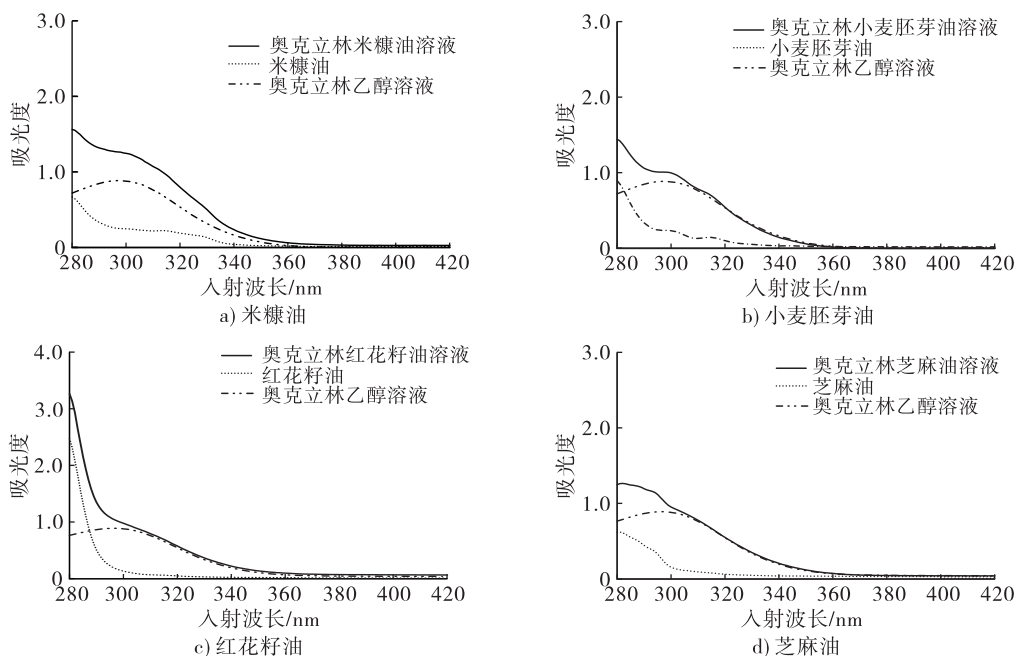 3.0
2.0
1.0
0
吸光度
奥克立林米糠油溶液
米糠油
奥克立林乙醇溶液
280 300 320 340 360 380 400 420
入射波长/nm
a) 米糠油
3.0
2.0
1.0
0
吸光度
奥克立林小麦胚芽油溶液
小麦胚芽油
奥克立林乙醇溶液
280 300 320 340 360 380 400 420
入射波长/nm
b) 小麦胚芽油
4.0
3.0
2.0
1.0
0
吸光度
奥克立林红花籽油溶液
红花籽油
奥克立林乙醇溶液
280 300 320 340 360 380 400 420
入射波长/nm
c) 红花籽油
3.0
2.0
1.0
0
吸光度
奥克立林芝麻油溶液
芝麻油
奥克立林乙醇溶液
280 300 320 340 360 380 400 420
入射波长/nm
d) 芝麻油